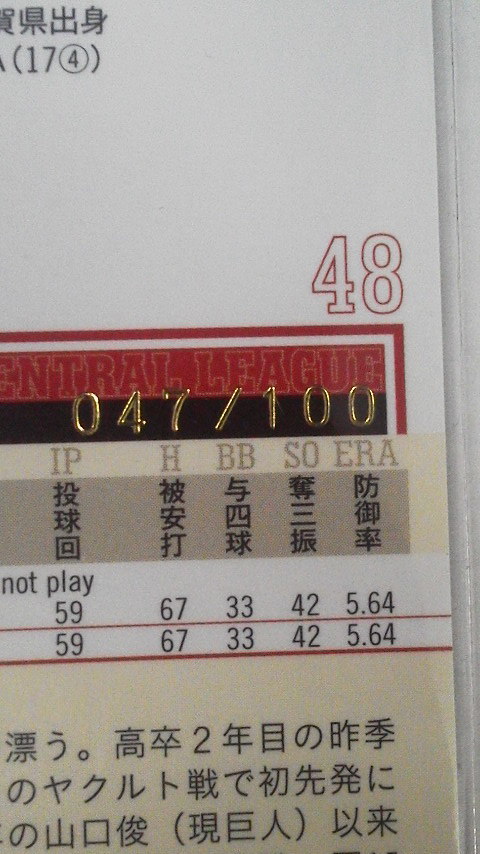 賀県出身
A(17④)
48
CENTRAL LEAGUE
047/100
IP H BB SO ERA
投球回 被安打 与四球 奪三振 防御率
not play
59 67 33 42 5.64
59 67 33 42 5.64
漂う。高卒2年目の昨季
のヤクルト戦で初先発に
の山口俊（現巨人）以来